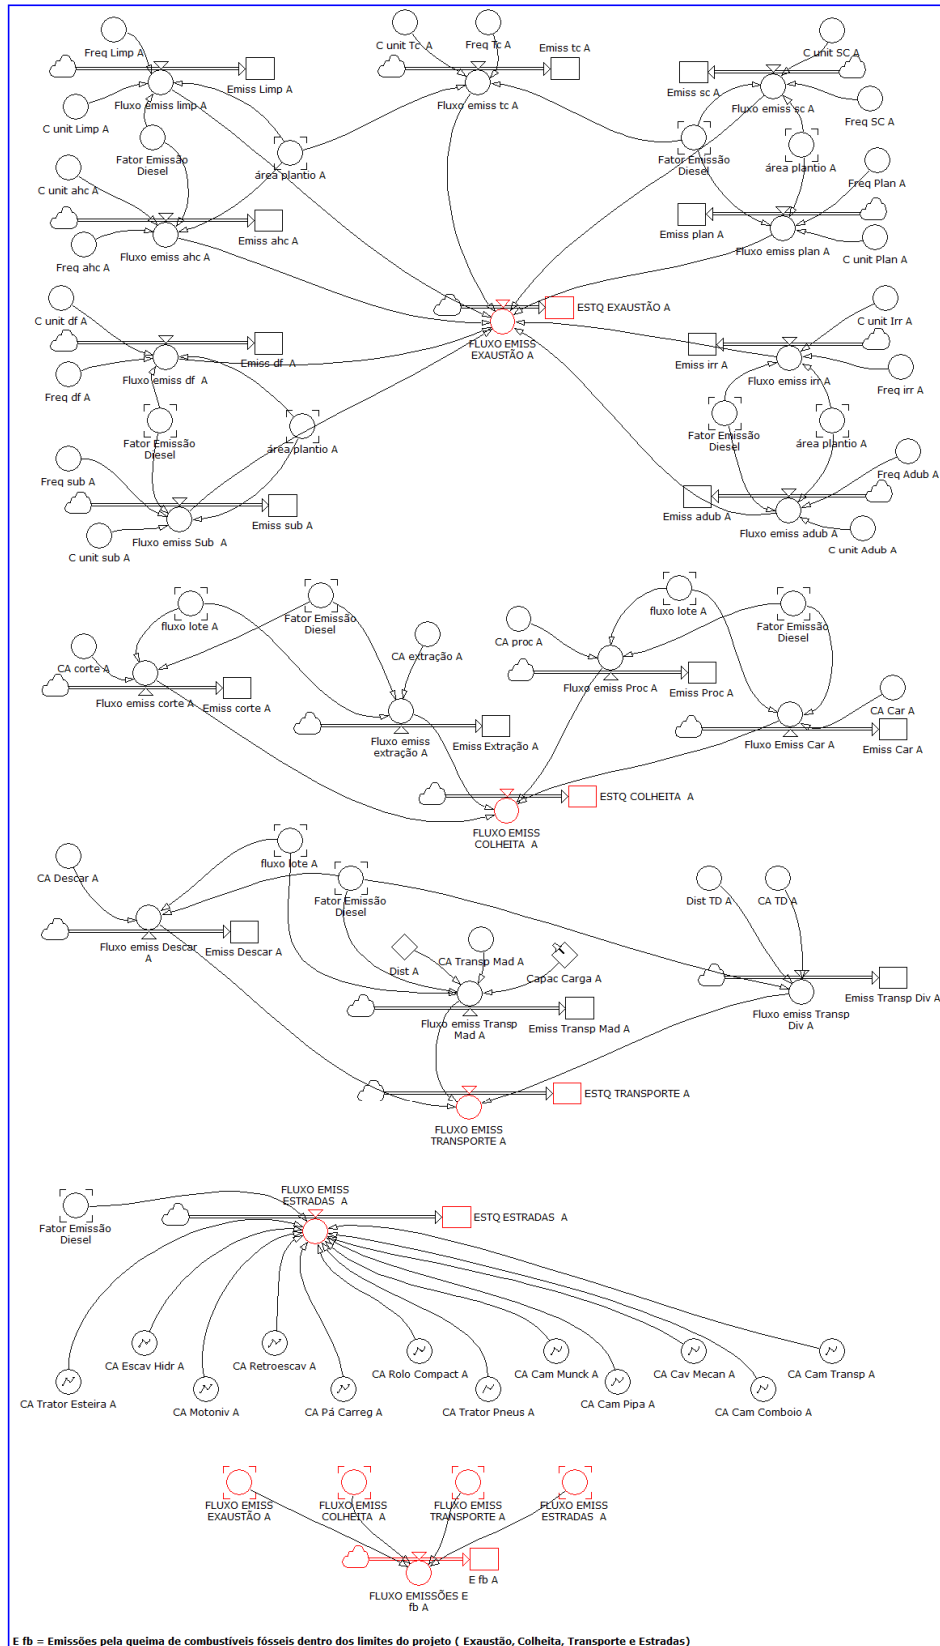 Freq Limp A
Emiss Limp A
Fluxo emiss limp A
C unit Limp A
Fator Emissão
Diesel
área plantio A
C unit Tc A
Freq Tc A
Emiss tc A
Fluxo emiss tc A
C unit SC A
Emiss sc A
Fluxo emiss sc A
Freq SC A
Fator Emissão
Diesel
área plantio A
C unit ahc A
Emiss ahc A
Fluxo emiss ahc A
Freq ahc A
Freq Plan A
Emiss plan A
Fluxo emiss plan A
C unit Plan A
ESTQ EXAUSTÃO A
FLUXO EMISS
EXAUSTÃO A
C unit df A
Emiss df A
Fluxo emiss df A
Freq df A
Fator Emissão
Diesel
área plantio A
C unit Irr A
Emiss irr A
Fluxo emiss irr A
Freq irr A
Fator Emissão
Diesel
área plantio A
Freq sub A
Emiss sub A
Fluxo emiss Sub A
C unit sub A
Freq Adub A
Emiss adub A
Fluxo emiss adub A
C unit Adub A
fluxo lote A
Fator Emissão
Diesel
CA corte A
Fluxo emiss corte A
Emiss corte A
CA extração A
Fluxo emiss
extração A
Emiss Extração A
fluxo lote A
Fator Emissão
Diesel
CA proc A
Fluxo emiss Proc A
Emiss Proc A
CA Car A
Fluxo Emiss Car A
Emiss Car A
ESTQ COLHEITA A
FLUXO EMISS
COLHEITA A
CA Descar A
fluxo lote A
Fator Emissão
Diesel
Fluxo emiss Descar
A
Emiss Descar A
Dist A
CA Transp Mad A
Capac Carga A
Fluxo emiss Transp
Mad A
Emiss Transp Mad A
Dist TD A
CA TD A
Emiss Transp Div A
Fluxo emiss Transp
Div A
ESTQ TRANSPORTE A
FLUXO EMISS
TRANSPORTE A
FLUXO EMISS
ESTRADAS A
Fator Emissão
Diesel
ESTQ ESTRADAS A
CA Escav Hidr A
CA Retroescav A
CA Rolo Compact A
CA Cam Munck A
CA Cav Mecan A
CA Cam Transp A
CA Trator Esteira A
CA Motoniv A
CA Pá Carreg A
CA Trator Pneus A
CA Cam Pipa A
CA Cam Comboio A
FLUXO EMISS
EXAUSTÃO A
FLUXO EMISS
COLHEITA A
FLUXO EMISS
TRANSPORTE A
FLUXO EMISS
ESTRADAS A
E fb A
FLUXO EMISSÕES E
fb A
E fb = Emissões pela queima de combustíveis fósseis dentro dos limites do projeto ( Exaustão, Colheita, Transporte e Estradas)